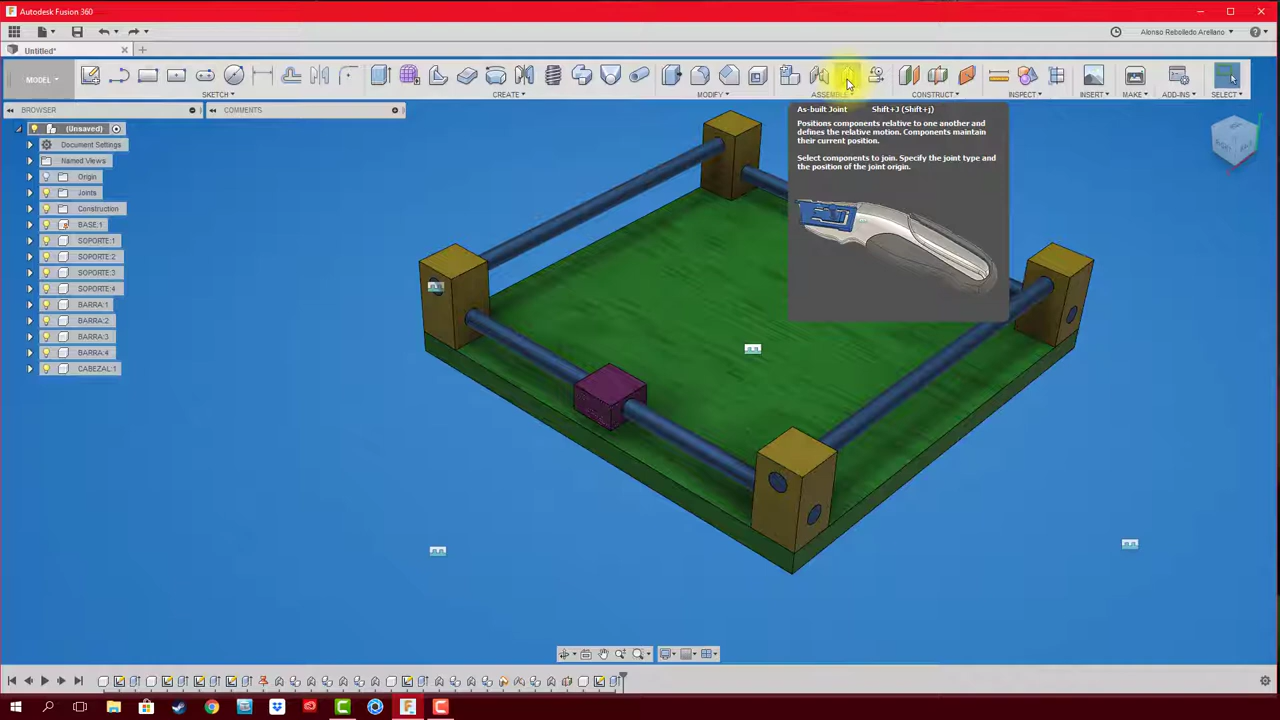 Autodesk Fusion 360
Alonso Rebolledo Arellano
Untitled*
MODEL
SKETCH
CREATE
MODIFY
ASSEMBLE
CONSTRUCT
INSPECT
INSERT
MAKE
ADD-INS
SELECT
BROWSER
COMMENTS
(Unsaved)
Document Settings
Named Views
Origin
Joints
Construction
BASE:1
SOPORTE:1
SOPORTE:2
SOPORTE:3
SOPORTE:4
BARRA:1
BARRA:2
BARRA:3
BARRA:4
CABEZAL:1
As-built Joint Shift+J (Shift+j)
Positions components relative to one another and
defines the relative motion. Components maintain
their current position.
Select components to join. Specify the joint type and
the position of the joint origin.
RIGHT